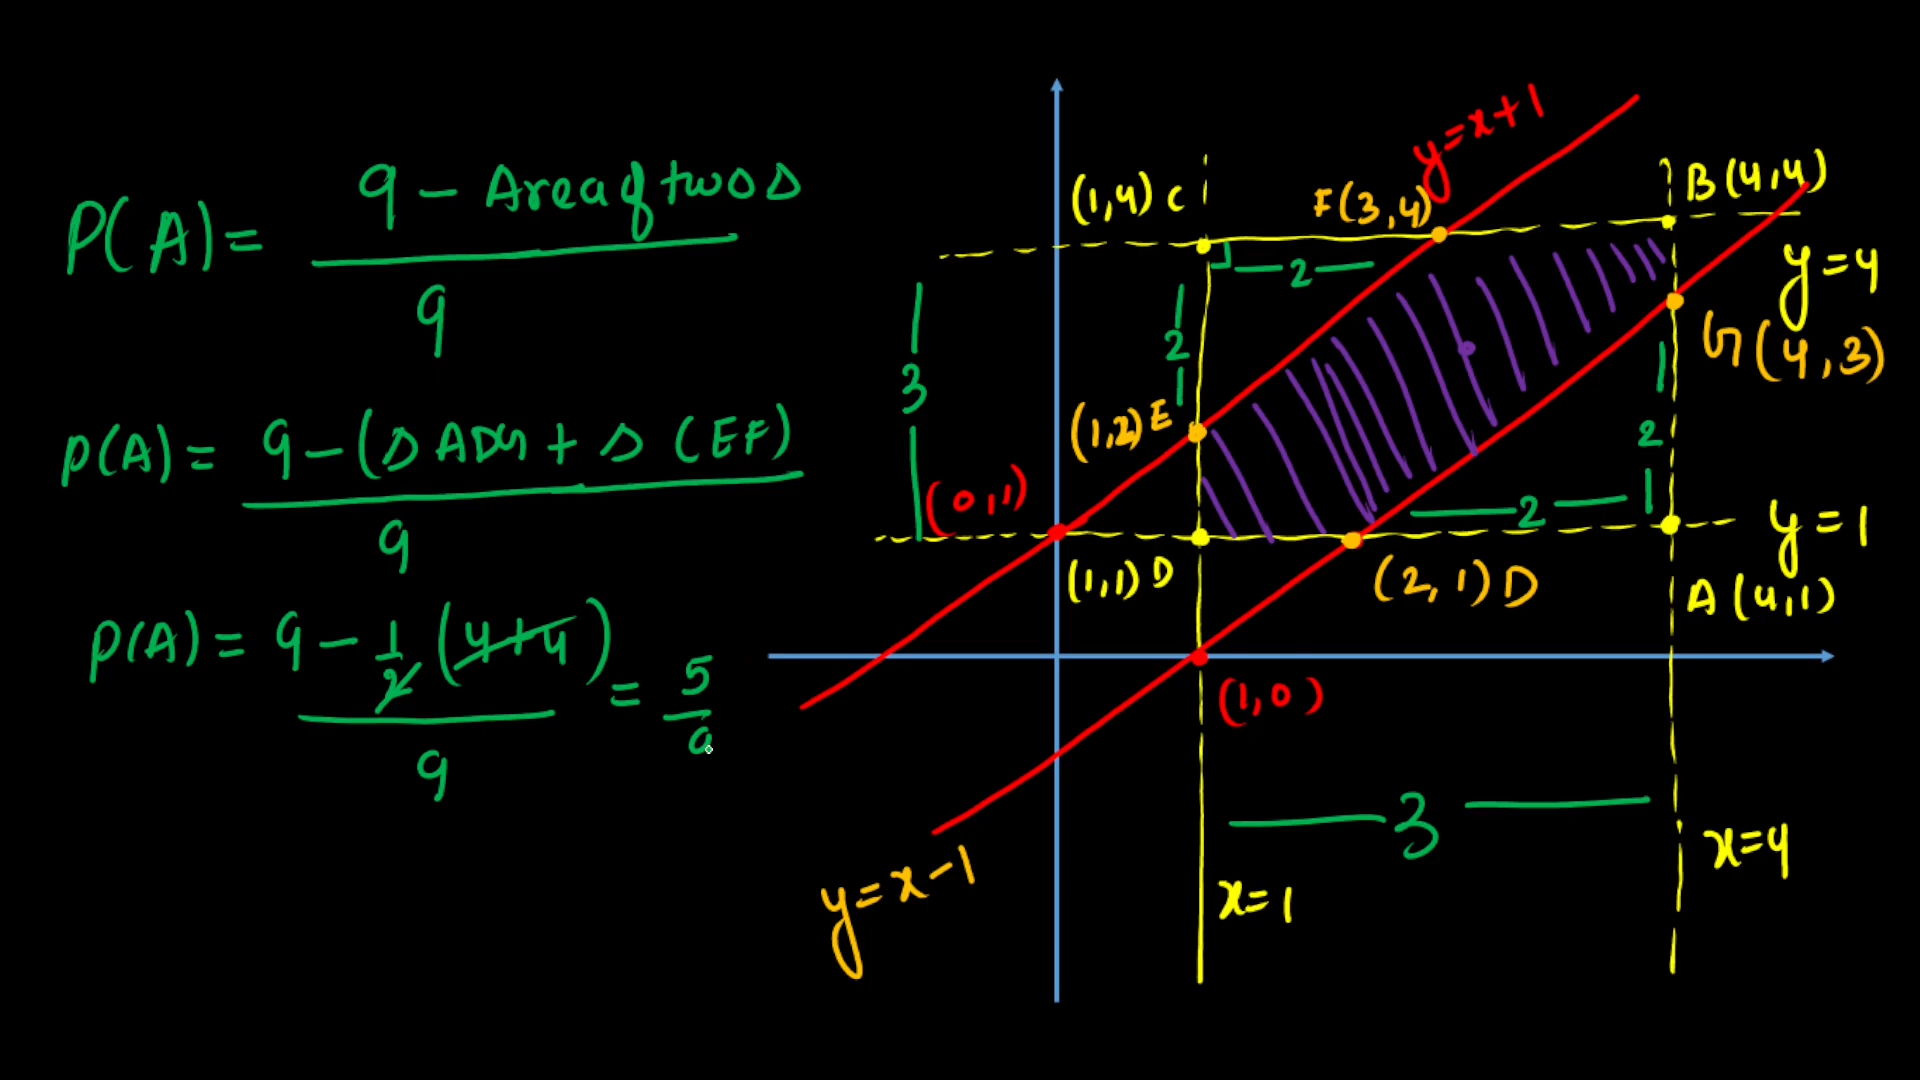 P(A) = 9 - Area of two Δ / 9
P(A) = 9 - (Δ ADG + Δ CEF) / 9
P(A) = 9 - 1/2 (4+4) / 9 = 5/9
y = x + 1
(1,4) C
F(3,4)
B(4,4)
2
y = 4
2
3
G(4,3)
(1,2) E
2
(0,1)
2
y = 1
(1,1) D
(2,1) D
A(4,1)
(1,0)
3
x = 4
y = x - 1
x = 1